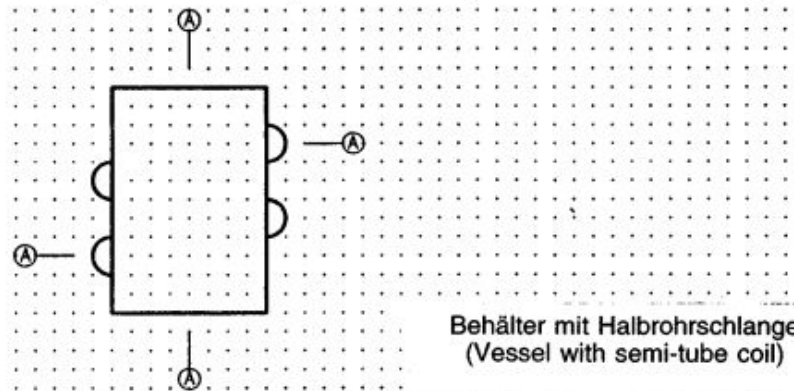 A
A
A
A
Behälter mit Halbrohrschlange
(Vessel with semi-tube coil)